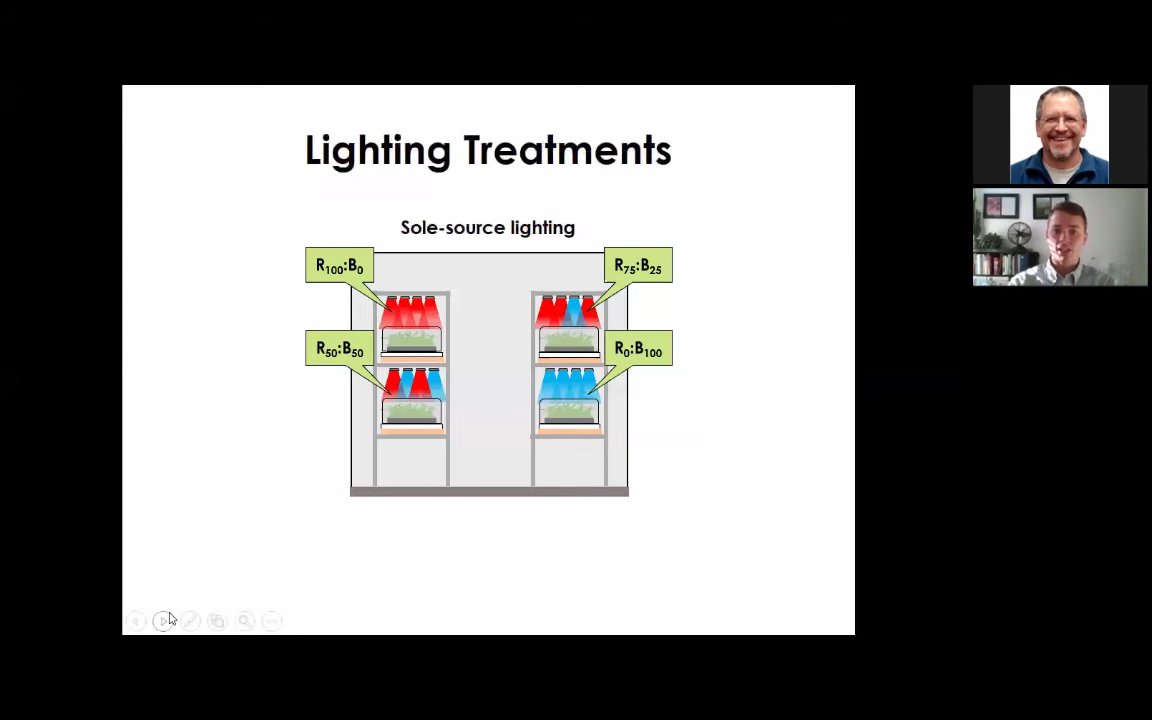 Lighting Treatments
Sole-source lighting
R₁₀₀:B₀
R₇₅:B₂₅
R₅₀:B₅₀
R₀:B₁₀₀